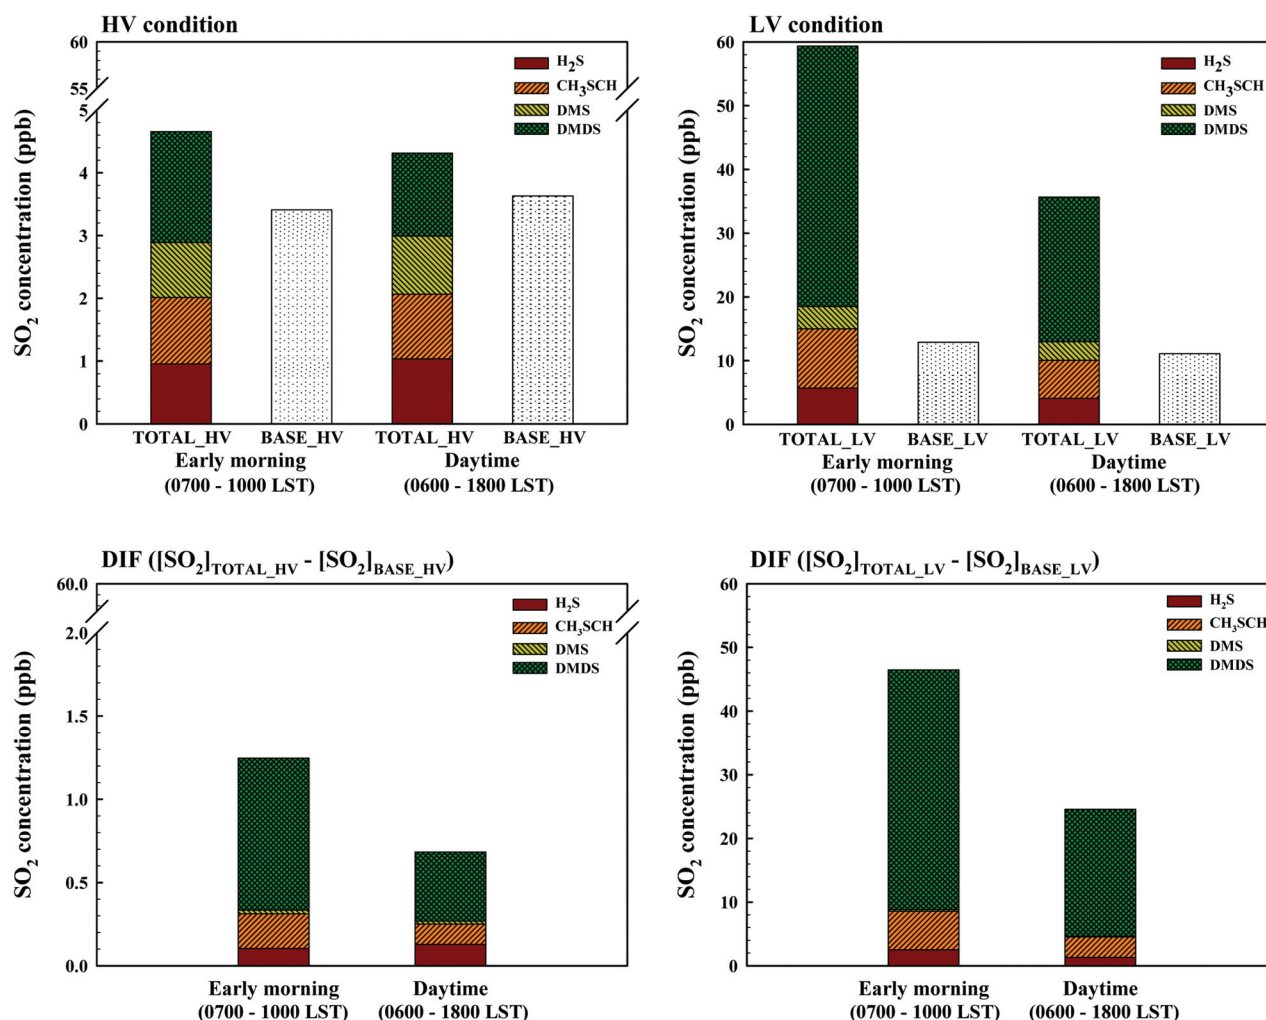 HV condition
60
55
5
4
3
2
1
0
SO2 concentration (ppb)
H2S
CH3SCH
DMS
DMDS
TOTAL_HV BASE_HV TOTAL_HV BASE_HV
Early morning Daytime
(0700 - 1000 LST) (0600 - 1800 LST)
LV condition
60
50
40
30
20
10
0
SO2 concentration (ppb)
H2S
CH3SCH
DMS
DMDS
TOTAL_LV BASE_LV TOTAL_LV BASE_LV
Early morning Daytime
(0700 - 1000 LST) (0600 - 1800 LST)
DIF ([SO2]TOTAL_HV - [SO2]BASE_HV)
60.0
2.0
1.5
1.0
0.5
0.0
SO2 concentration (ppb)
H2S
CH3SCH
DMS
DMDS
Early morning Daytime
(0700 - 1000 LST) (0600 - 1800 LST)
DIF ([SO2]TOTAL_LV - [SO2]BASE_LV)
60
50
40
30
20
10
0
SO2 concentration (ppb)
H2S
CH3SCH
DMS
DMDS
Early morning Daytime
(0700 - 1000 LST) (0600 - 1800 LST)